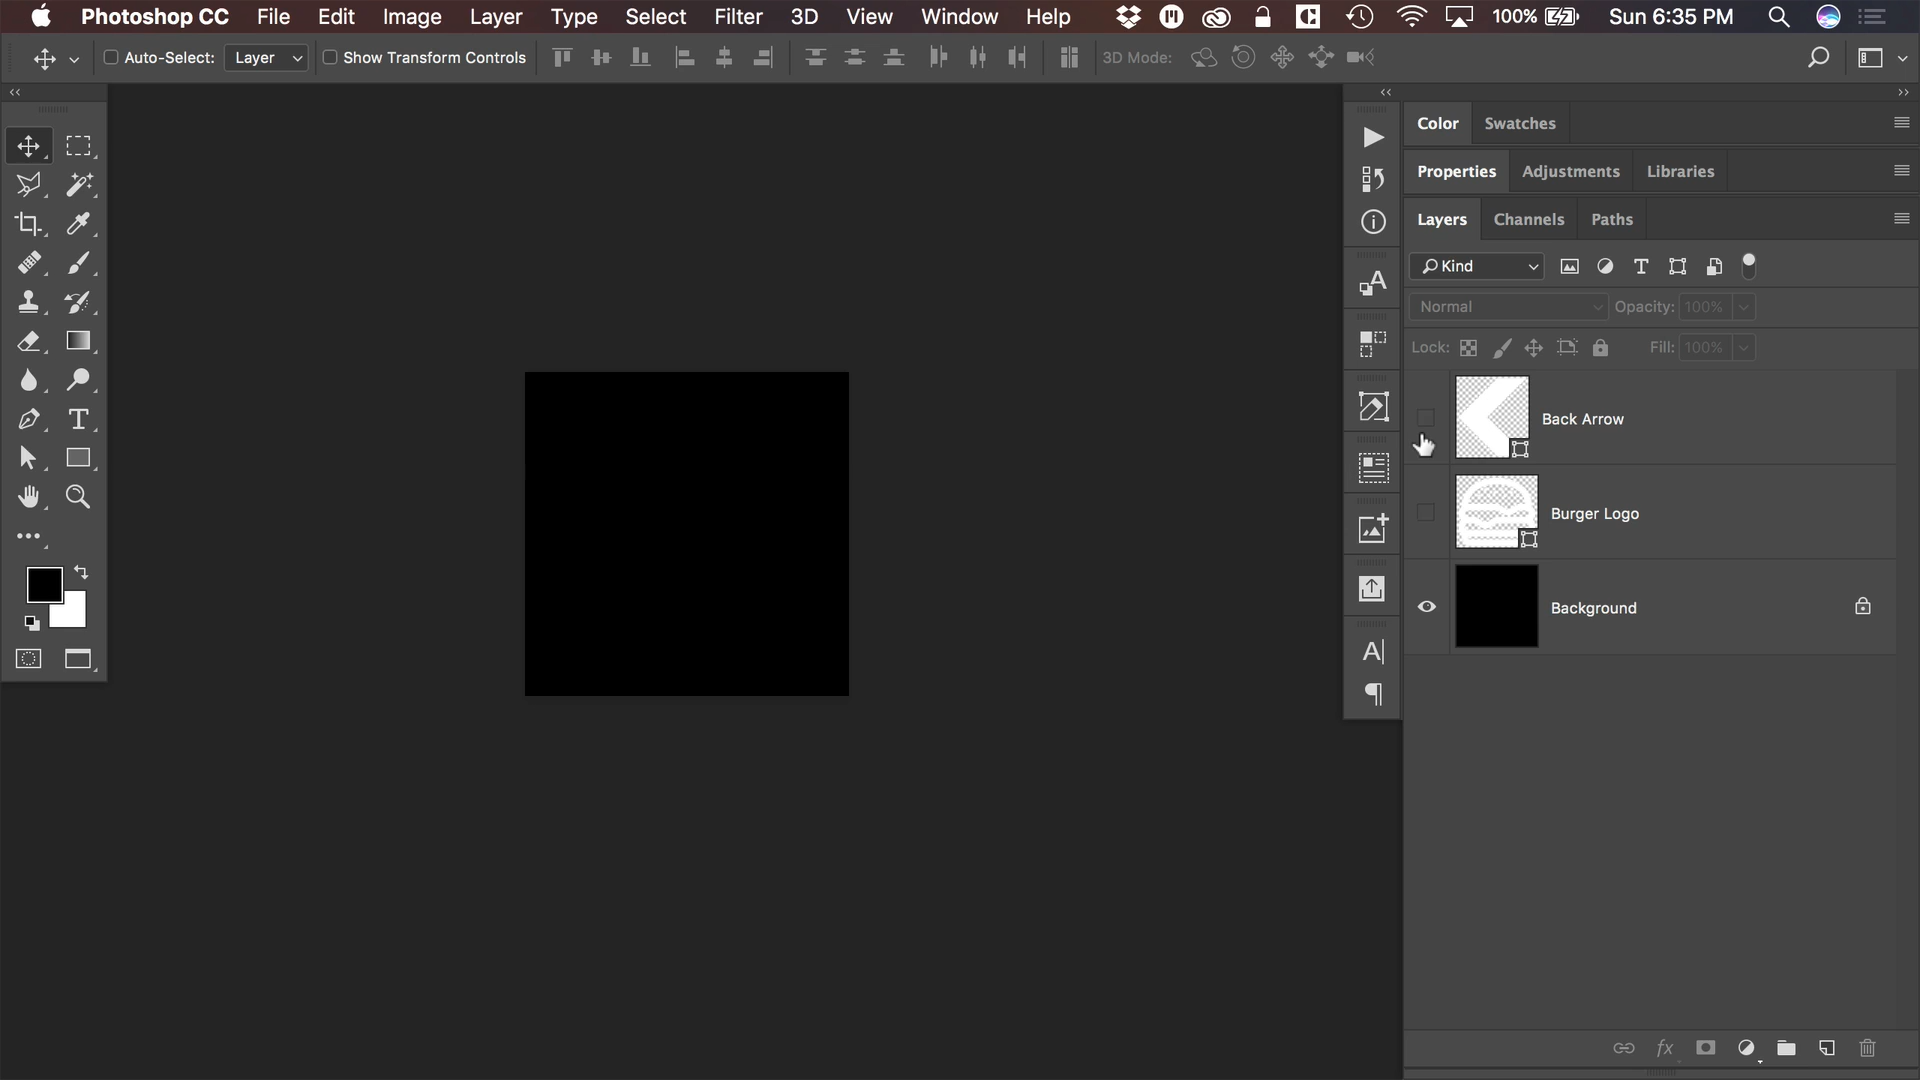 Photoshop CC File Edit Image Layer Type Select Filter 3D View Window Help 100% Sun 6:35 PM
Auto-Select: Layer Show Transform Controls 3D Mode:
Color Swatches
Properties Adjustments Libraries
Layers Channels Paths
Kind
Normal Opacity: 100%
Lock: Fill: 100%
Back Arrow
Burger Logo
Background